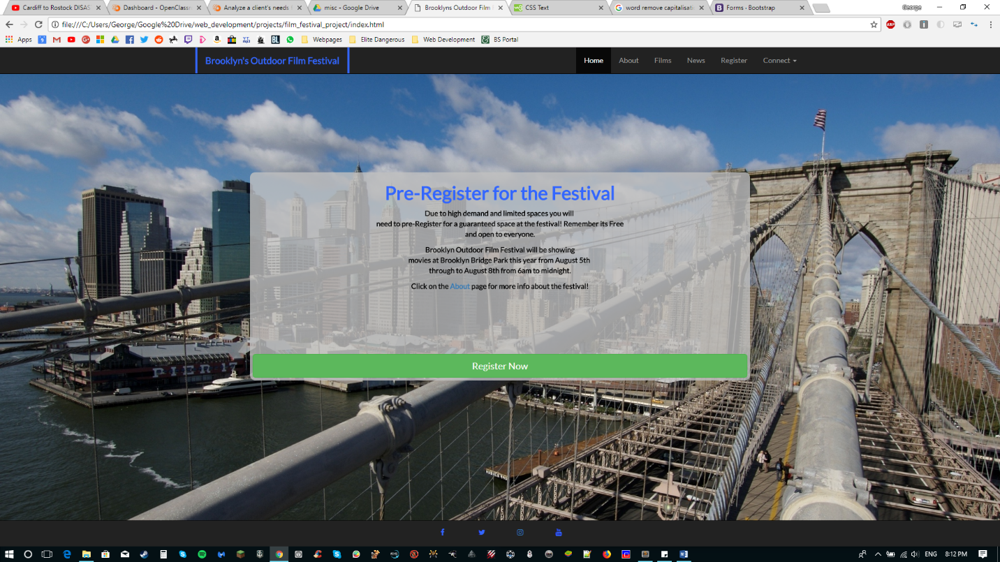 Cardiff to Rostock DISAS
Dashboard - OpenClassr
Analyze a client's needs f
misc - Google Drive
Brooklyns Outdoor Film F
CSS Text
word remove capitalisati
Forms · Bootstrap
George
file:///C:/Users/George/Google%20Drive/web_development/projects/film_festival_project/index.html
ABP
Apps
BL
Webpages
Elite Dangerous
Web Development
BS Portal
Brooklyn's Outdoor Film Festival
Home
About
Films
News
Register
Connect
Pre-Register for the Festival
Due to high demand and limited spaces you will
need to pre-Register for a guaranteed space at the festival! Remember its Free
and open to everyone.
Brooklyn Outdoor Film Festival will be showing
movies at Brooklyn Bridge Park this year from August 5th
through to August 8th from 6am to midnight.
Click on the About page for more info about the festival!
PIER 17
Register Now
ENG
8:12 PM